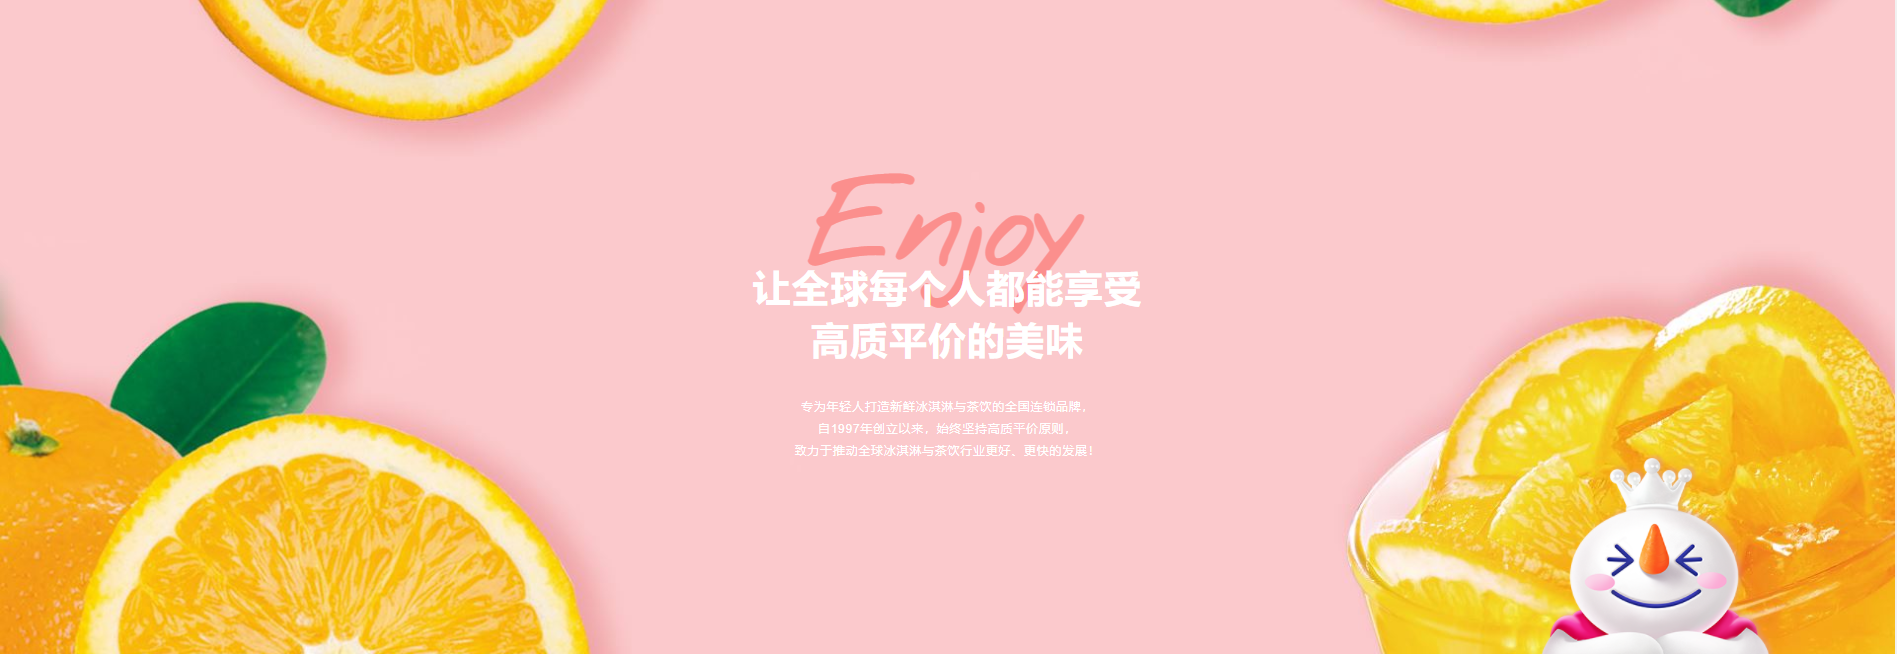 Enjoy
让全球每个人都能享受
高质平价的美味
专为年轻人打造新鲜冰淇淋与茶饮的全国连锁品牌，
自1997年创立以来，始终坚持高质平价原则，
致力于推动全球冰淇淋与茶饮行业更好、更快的发展！